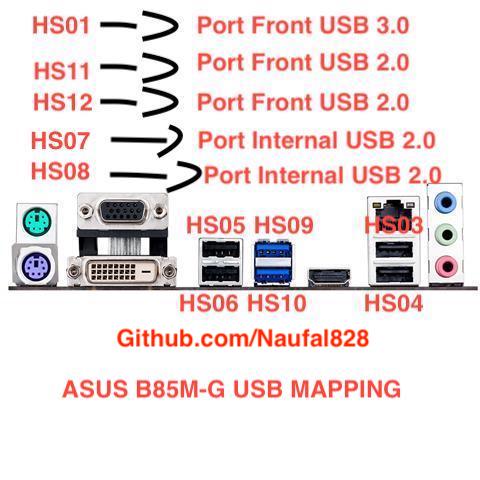 HS01 Port Front USB 3.0
HS11 Port Front USB 2.0
HS12 Port Front USB 2.0
HS07 Port Internal USB 2.0
HS08 Port Internal USB 2.0
HS05 HS09 HS03
HS06 HS10 HS04
Github.com/Naufal828
ASUS B85M-G USB MAPPING